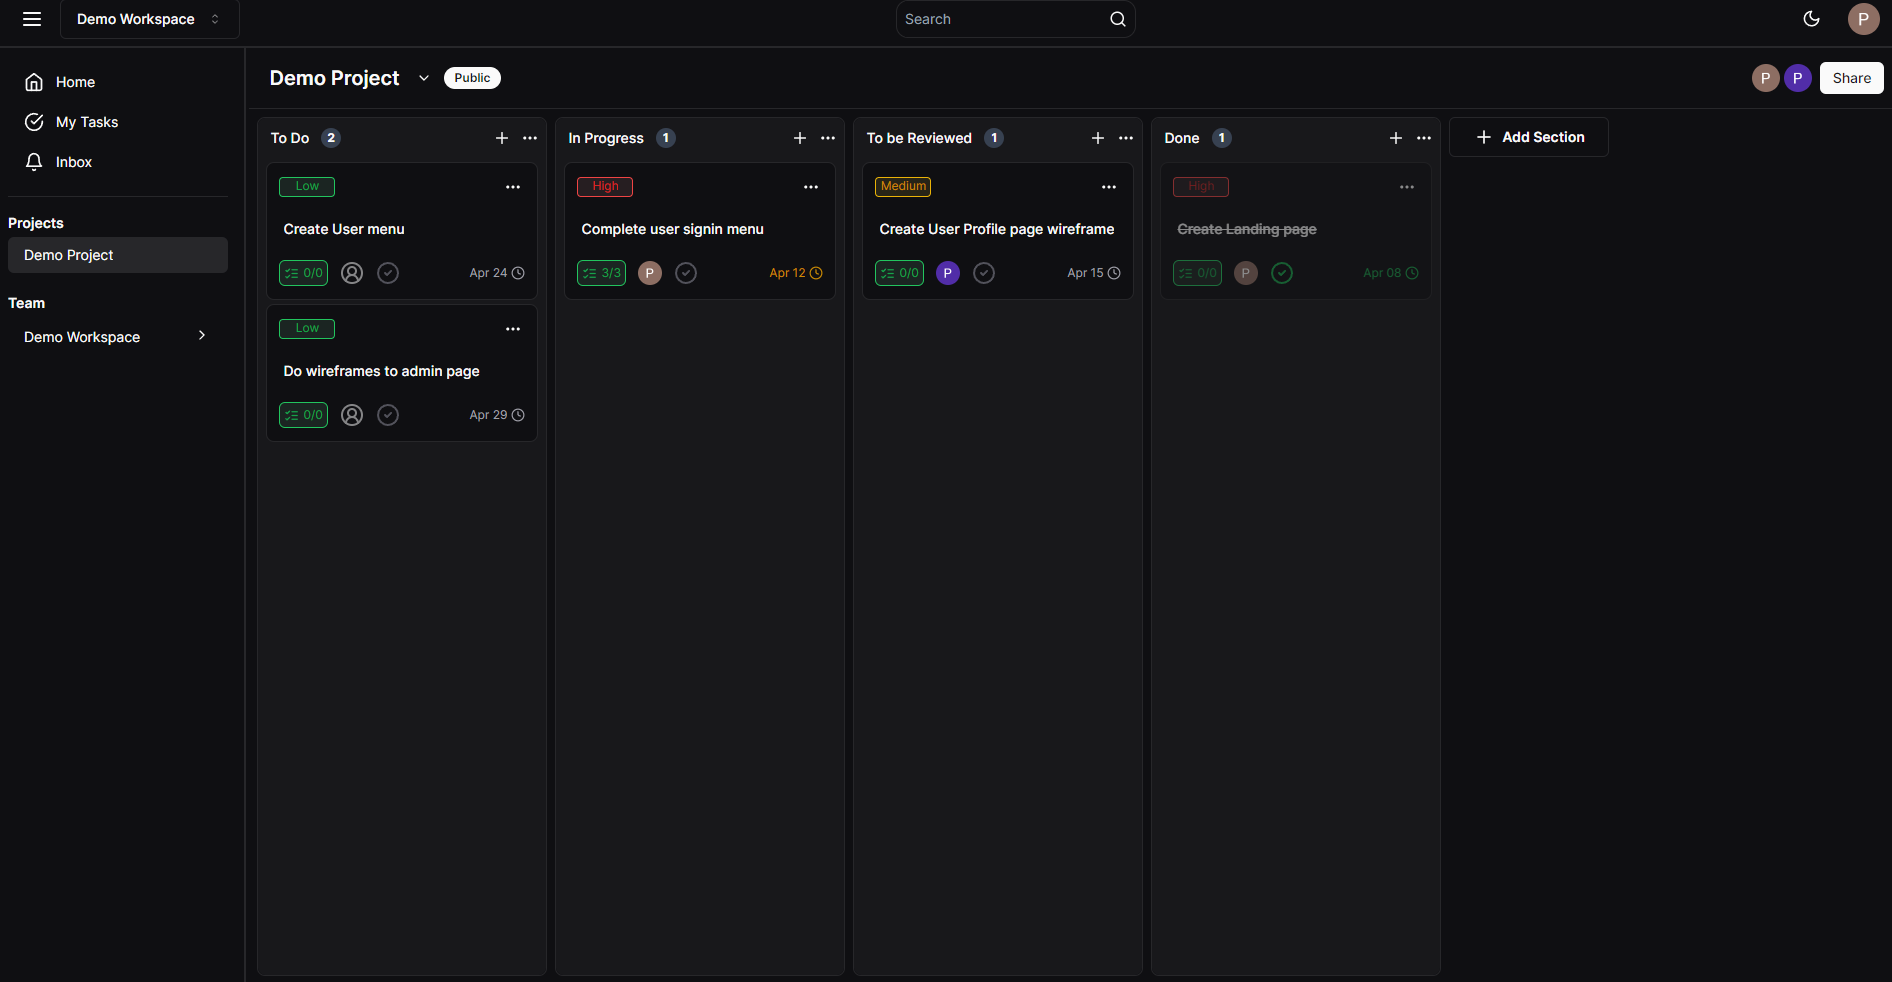 Demo Workspace
Search
P
Home
My Tasks
Inbox
Projects
Demo Project
Team
Demo Workspace
Demo Project
Public
P
P
Share
To Do 2
Low
Create User menu
0/0
Apr 24
Low
Do wireframes to admin page
0/0
Apr 29
In Progress 1
High
Complete user signin menu
3/3
P
Apr 12
To be Reviewed 1
Medium
Create User Profile page wireframe
0/0
P
Apr 15
Done 1
High
Create Landing page
0/0
P
Apr 08
Add Section